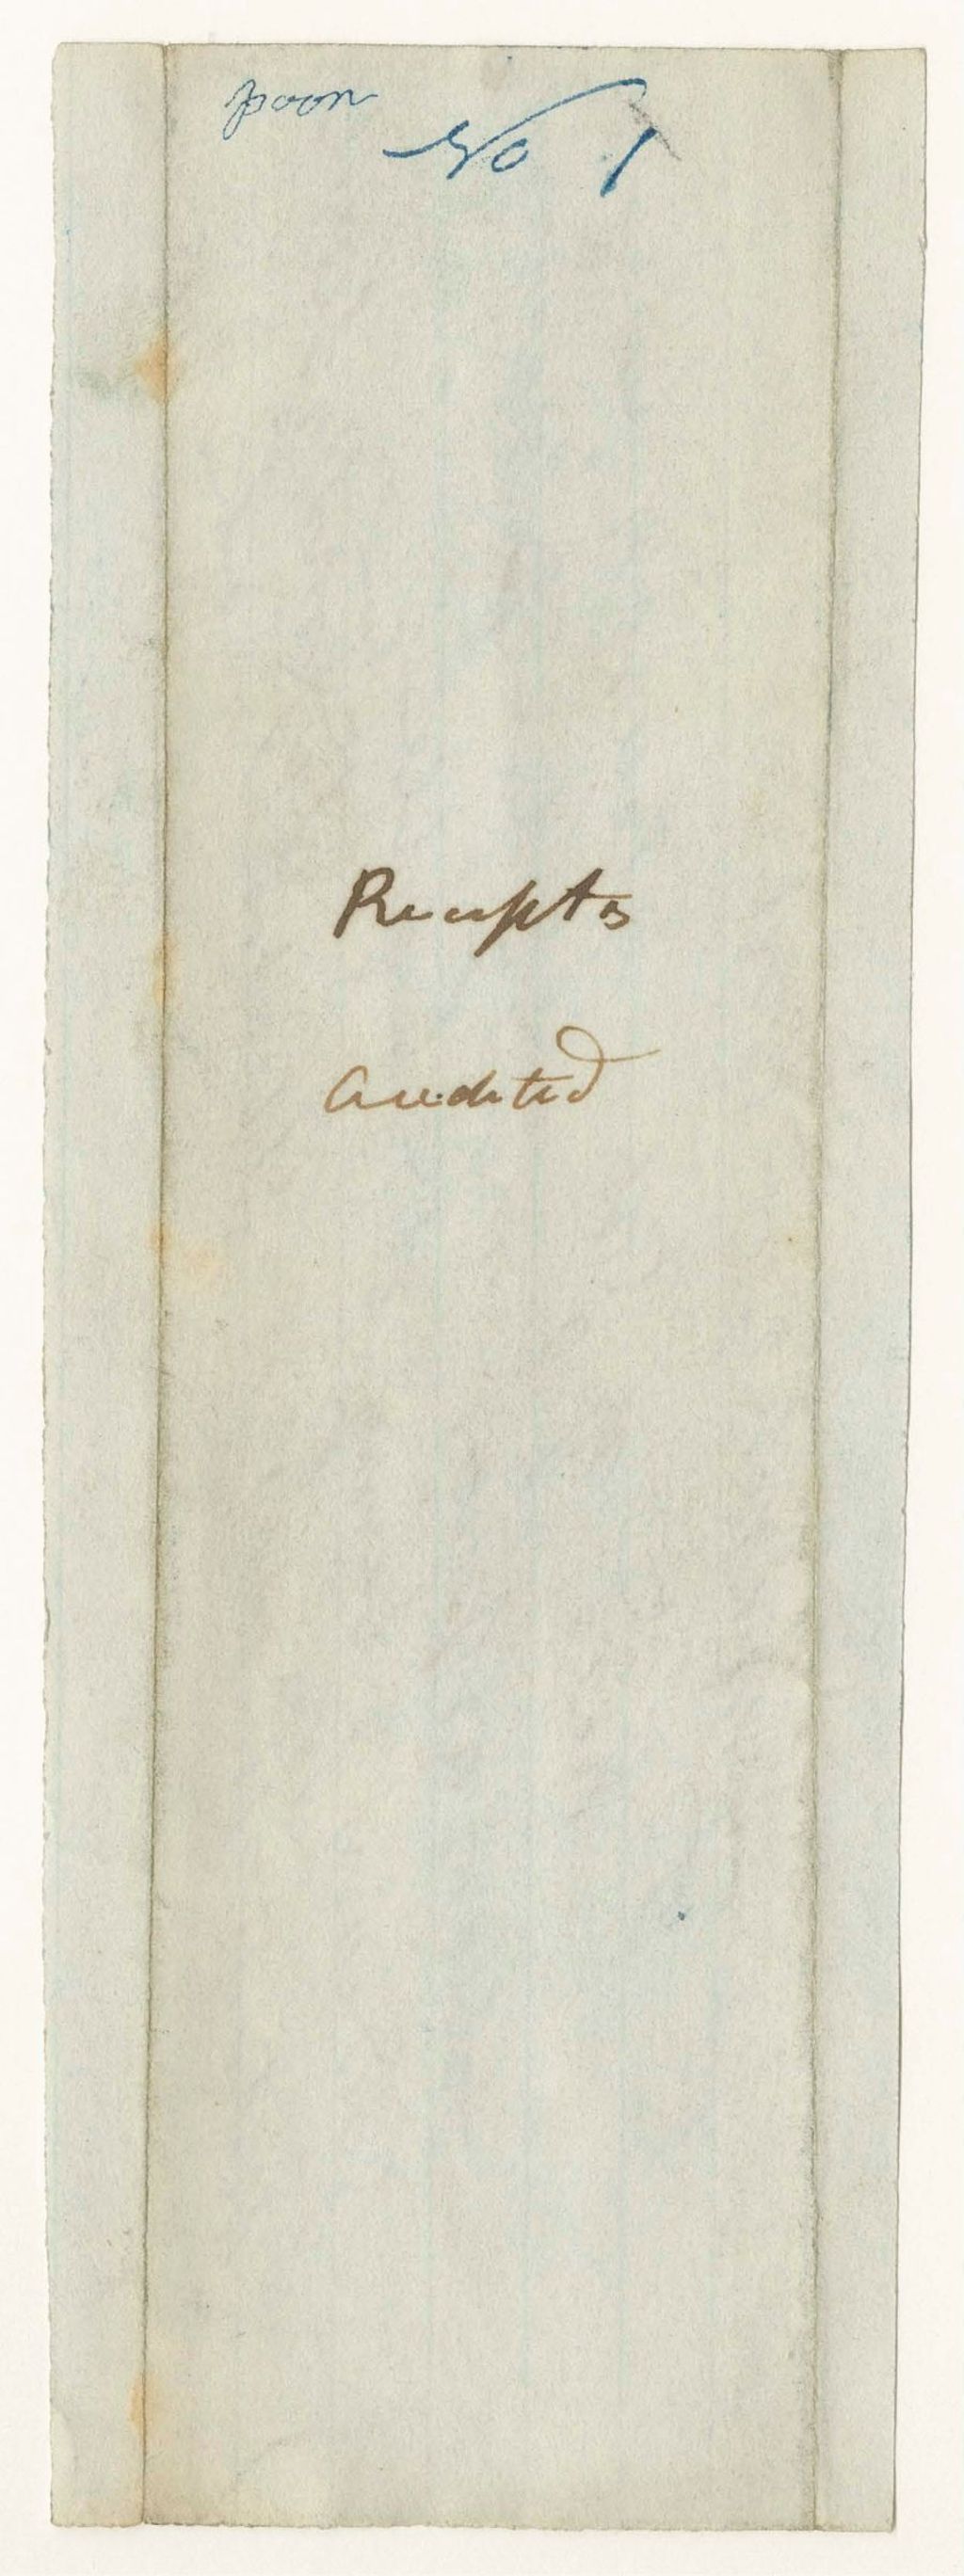 poor
No 1
Receipts
Audited